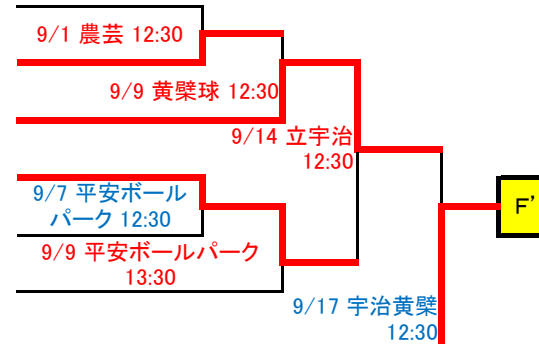 9/1 農芸 12:30
9/9 黄檗球 12:30
9/14 立宇治
12:30
9/7 平安ボール
パーク 12:30
9/9 平安ボールパーク
13:30
F’
9/17 宇治黄檗
12:30